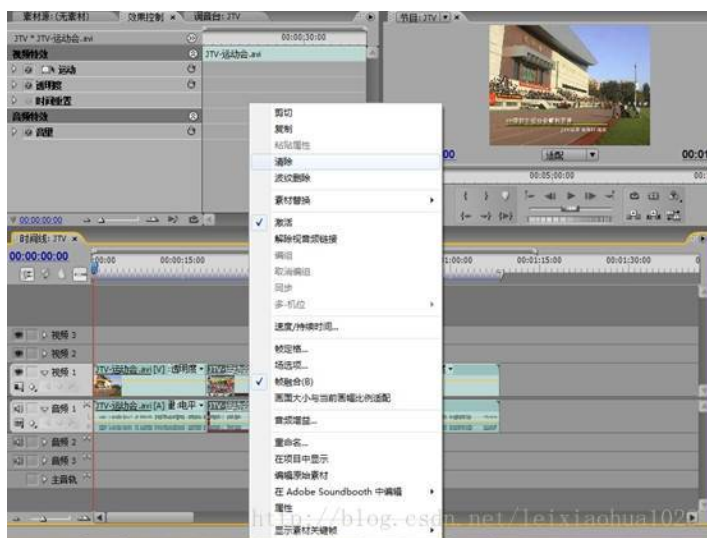 素材源:(无素材)
效果控制
调音台: JTV
节目: JTV
JTV * JTV-运动会.avi
00:00:30:00
视频特效
JTV-运动会.avi
运动
透明度
时间重置
音频特效
音量
适配
00:05:00:00
00:00:00:00
剪切
复制
粘贴属性
清除
波纹删除
素材替换
激活
解除视音频链接
编组
取消编组
同步
多-机位
速度/持续时间...
帧定格...
场选项...
帧融合(B)
画面大小与当前画幅比例适配
音频增益...
重命名...
在项目中显示
编辑原始素材
在 Adobe Soundbooth 中编辑
属性
显示素材关键帧
时间线: JTV
00:00:00:00
00:00:15:00
00:01:15:00
00:01:30:00
视频 3
视频 2
视频 1
JTV-运动会.avi [V] :透明度
音频 1
JTV-运动会.avi [A] 量:电平
音频 2
音频 3
主音轨
http://blog.csdn.net/leixiaohua1020